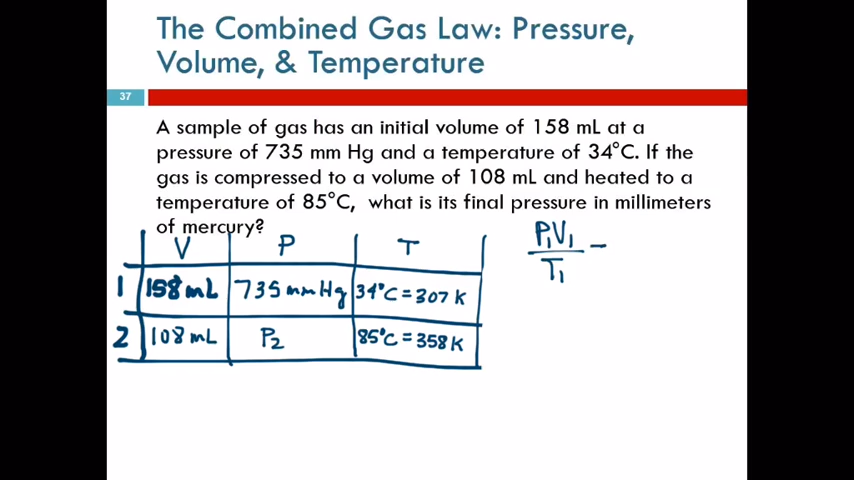 The Combined Gas Law: Pressure,
Volume, & Temperature
37
A sample of gas has an initial volume of 158 mL at a
pressure of 735 mm Hg and a temperature of 34°C. If the
gas is compressed to a volume of 108 mL and heated to a
temperature of 85°C, what is its final pressure in millimeters
of mercury?
V P T
1 158 mL 735 mm Hg 34°C = 307 K
2 108 mL P₂ 85°C = 358 K
P₁V₁ =
T₁